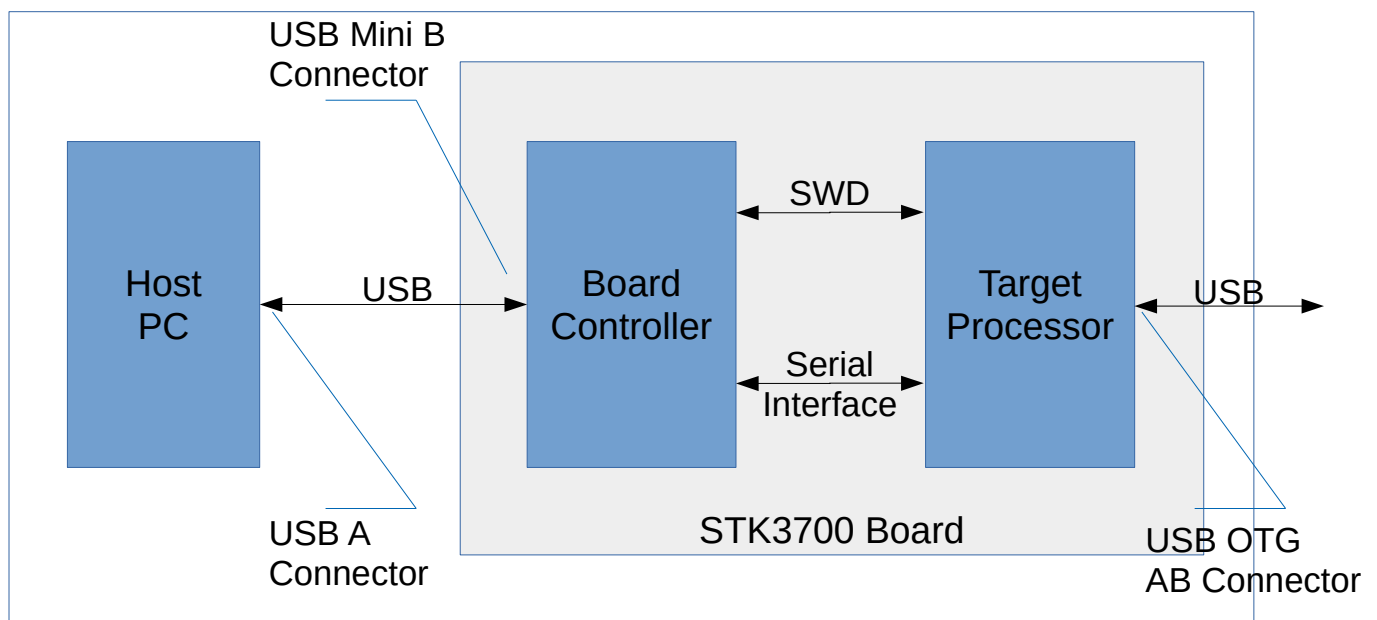 USB Mini B
Connector
Host
PC
USB
Board
Controller
SWD
Serial
Interface
Target
Processor
USB
USB A
Connector
STK3700 Board
USB OTG
AB Connector